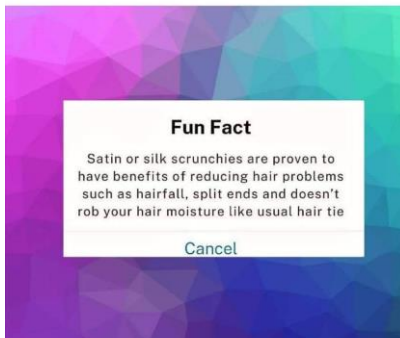 Fun Fact
Satin or silk scrunchies are proven to
have benefits of reducing hair problems
such as hairfall, split ends and doesn't
rob your hair moisture like usual hair tie
Cancel